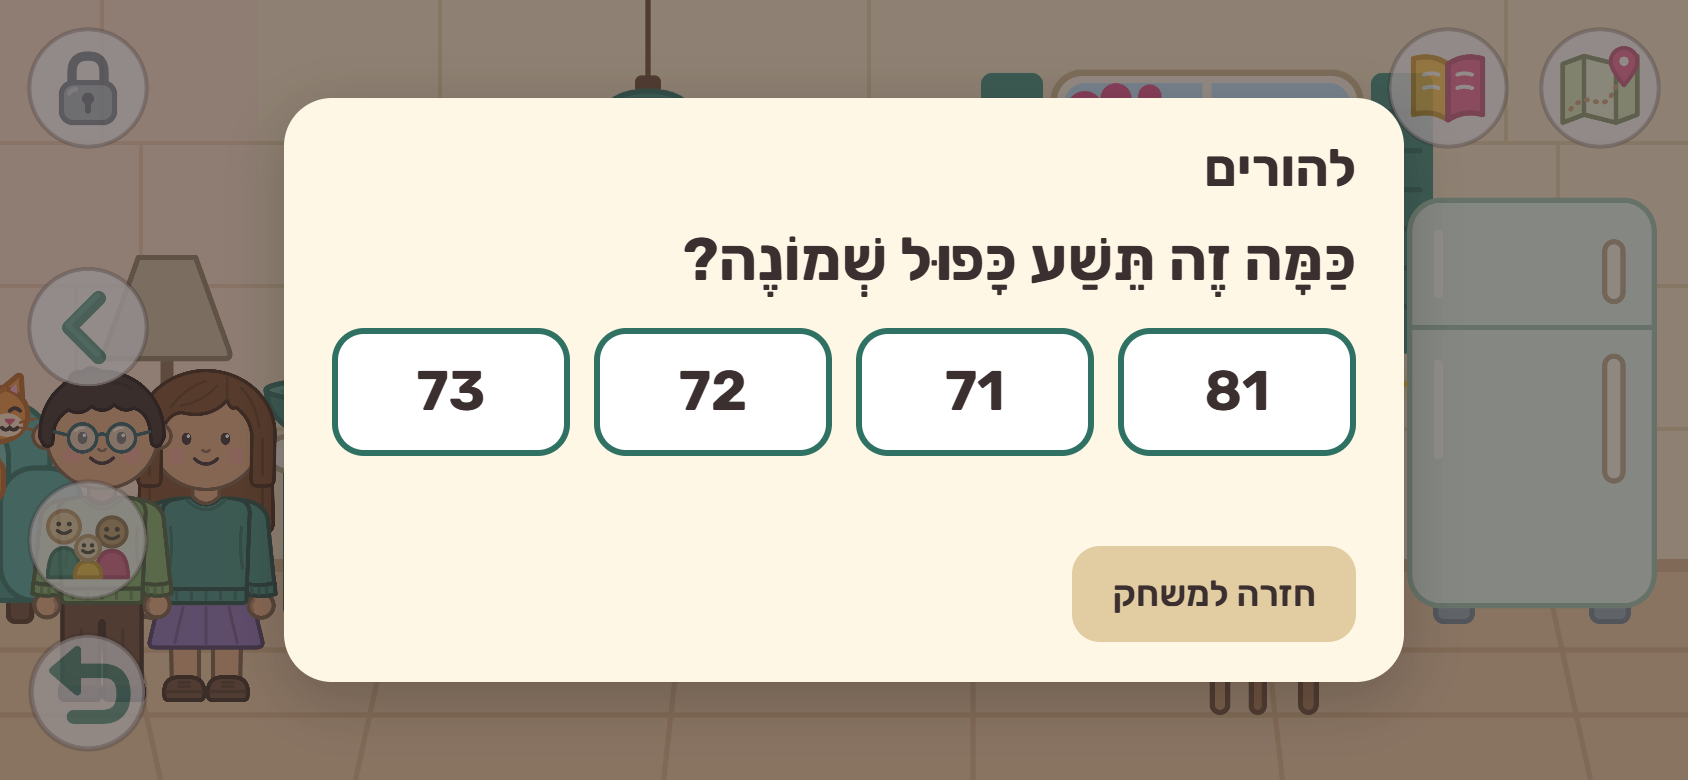 להורים
כַּמָּה זֶה תֵּשַׁע כָּפוּל שְׁמוֹנֶה?
81 71 72 73
חזרה למשחק